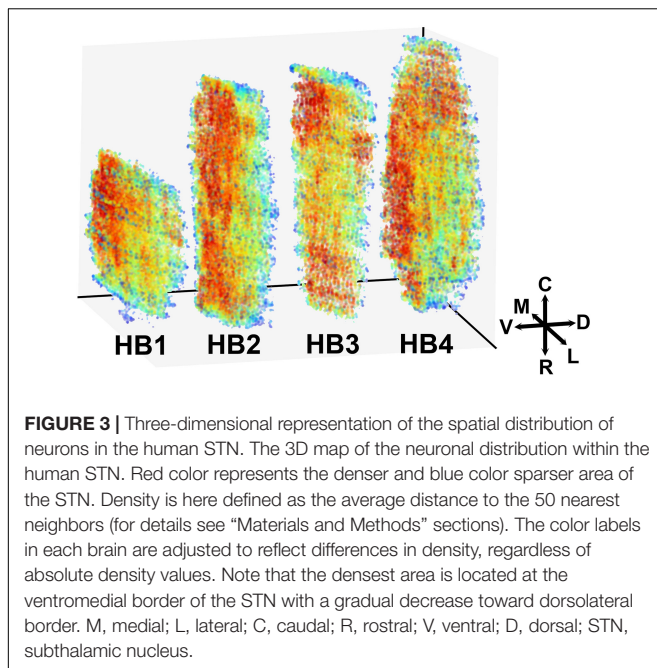 HB1 HB2 HB3 HB4
C
M
V D
L
R
FIGURE 3 | Three-dimensional representation of the spatial distribution of
neurons in the human STN. The 3D map of the neuronal distribution within the
human STN. Red color represents the denser and blue color sparser area of
the STN. Density is here defined as the average distance to the 50 nearest
neighbors (for details see “Materials and Methods” sections). The color labels
in each brain are adjusted to reflect differences in density, regardless of
absolute density values. Note that the densest area is located at the
ventromedial border of the STN with a gradual decrease toward dorsolateral
border. M, medial; L, lateral; C, caudal; R, rostral; V, ventral; D, dorsal; STN,
subthalamic nucleus.